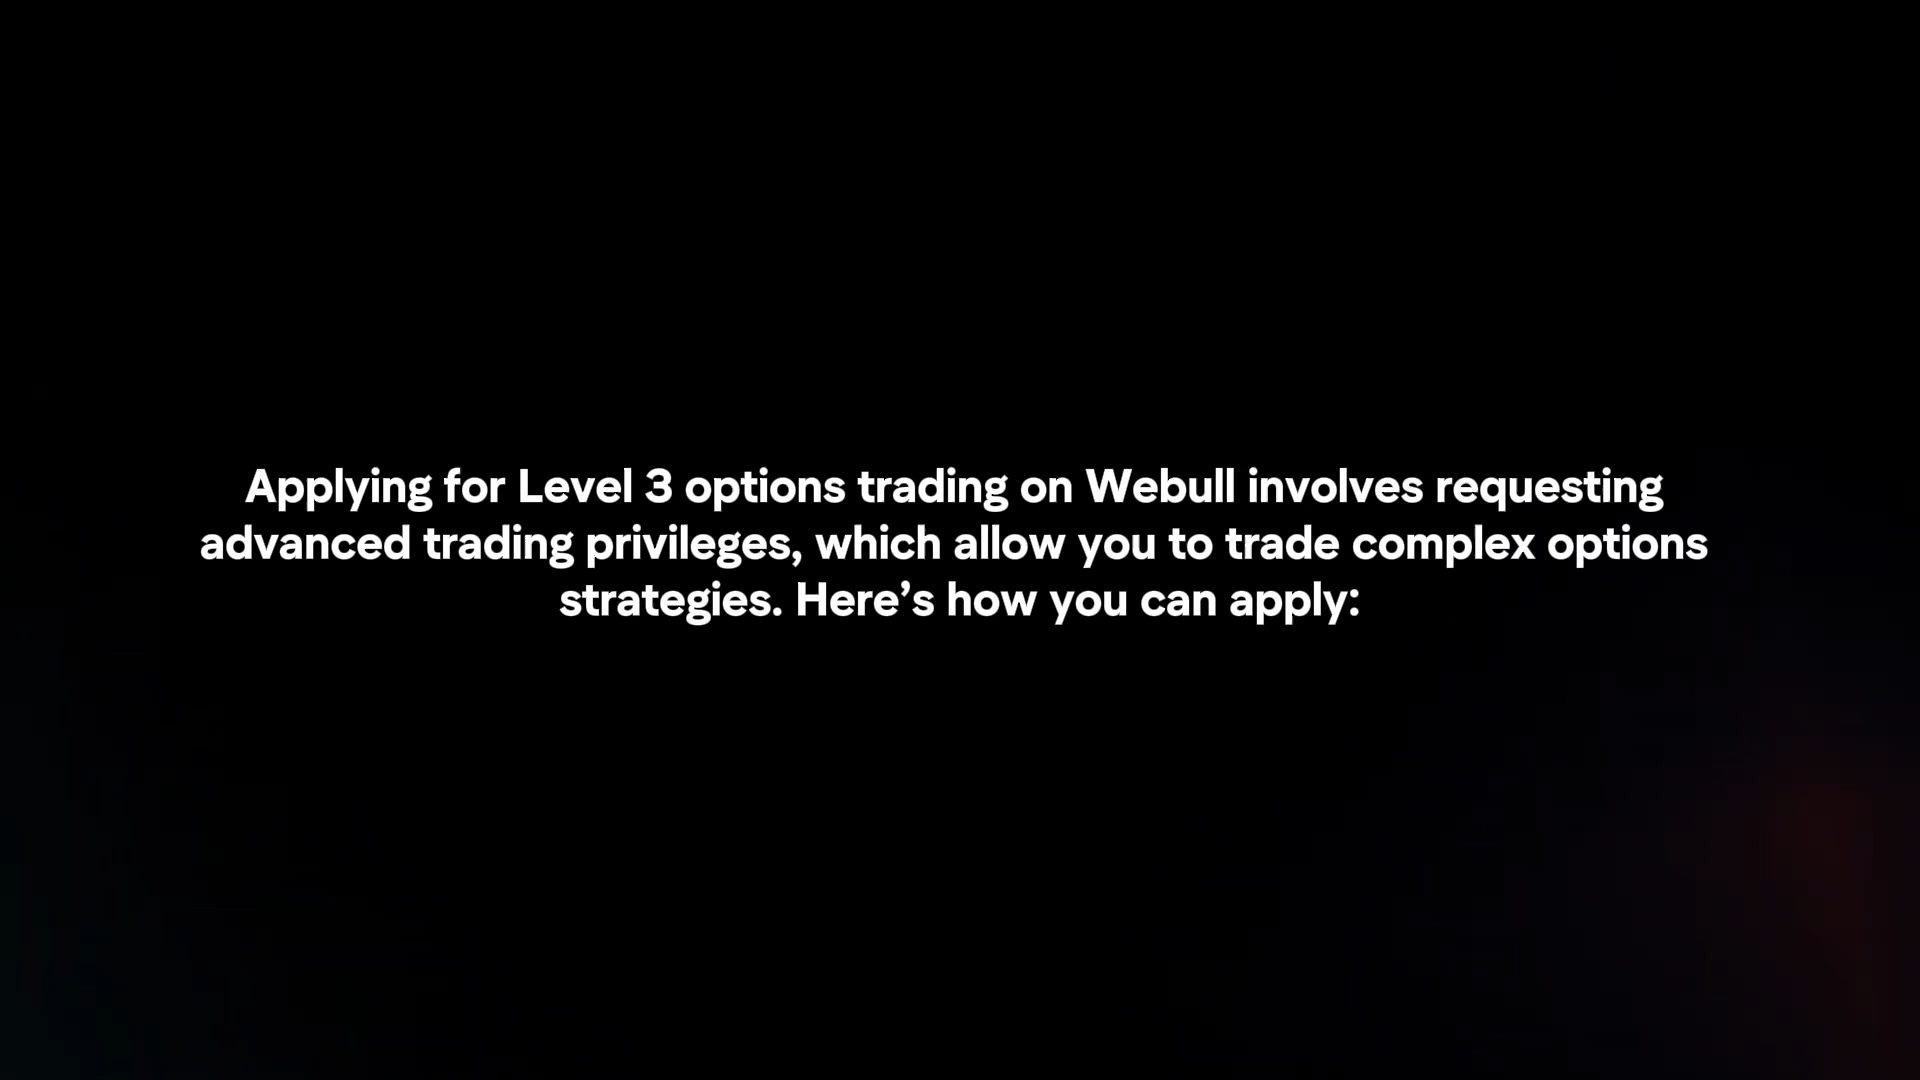 Applying for Level 3 options trading on Webull involves requesting
advanced trading privileges, which allow you to trade complex options
strategies. Here’s how you can apply: